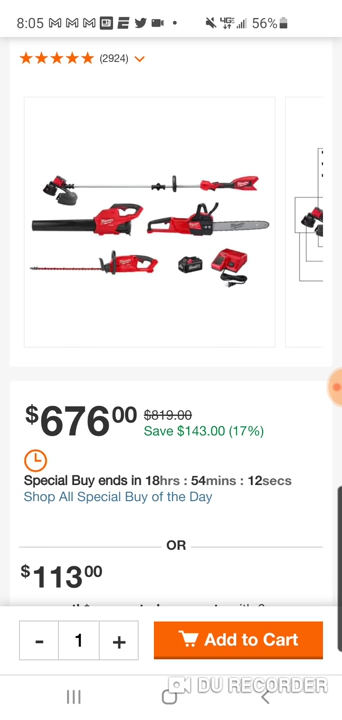 8:05
4G
56%
(2924)
$676.00
$819.00
Save $143.00 (17%)
Special Buy ends in 18hrs : 54mins : 12secs
Shop All Special Buy of the Day
OR
$113.00
- 1 +
Add to Cart
DU RECORDER